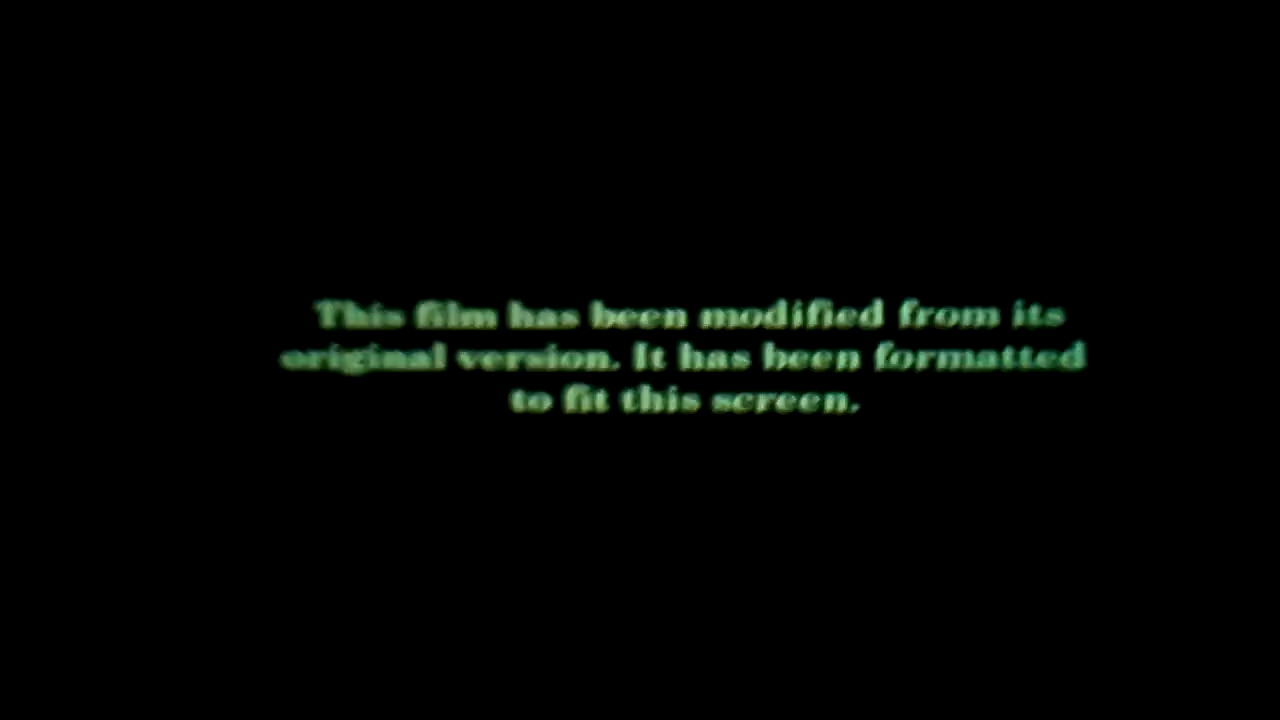 This film has been modified from its
original version. It has been formatted
to fit this screen.